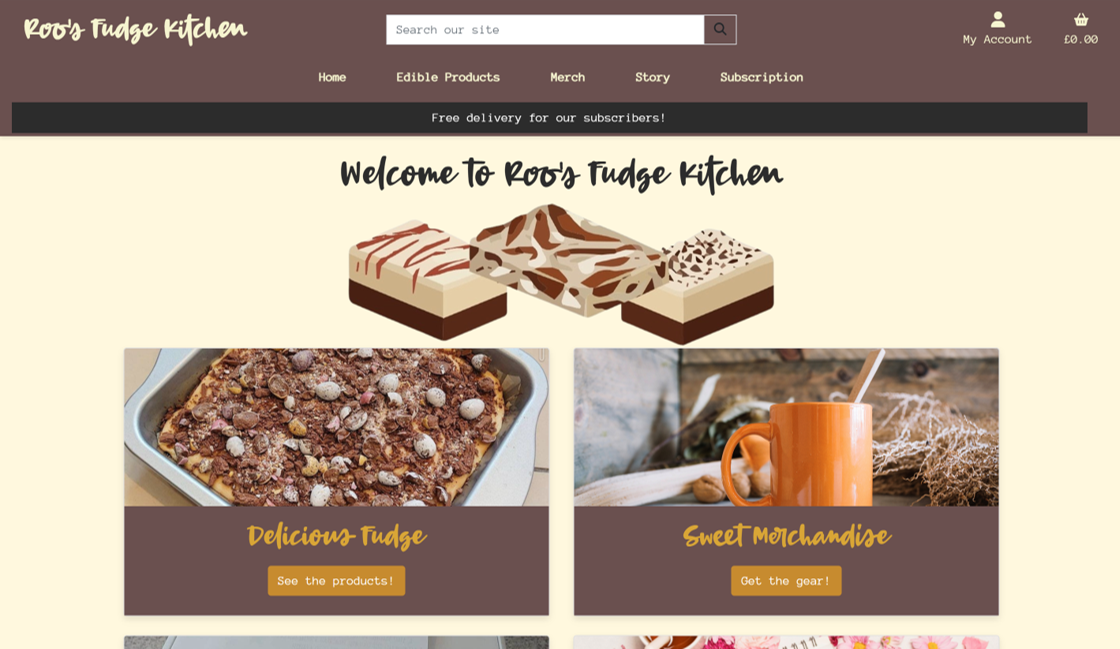 Roo's Fudge Kitchen
Search our site
My Account
£0.00
Home
Edible Products
Merch
Story
Subscription
Free delivery for our subscribers!
Welcome To Roo's Fudge Kitchen
Delicious Fudge
Sweet Merchandise
See the products!
Get the gear!